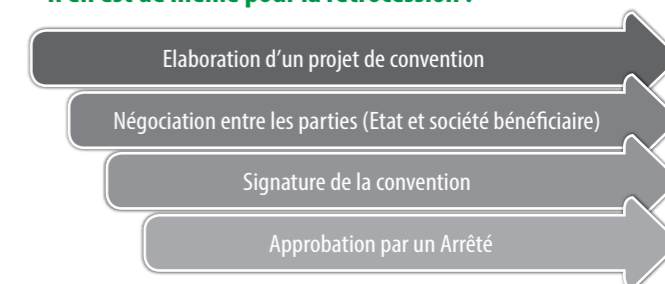 Il en est de même pour la rétrocession :
Elaboration d'un projet de convention
Négociation entre les parties (Etat et société bénéficiaire)
Signature de la convention
Approbation par un Arrêté